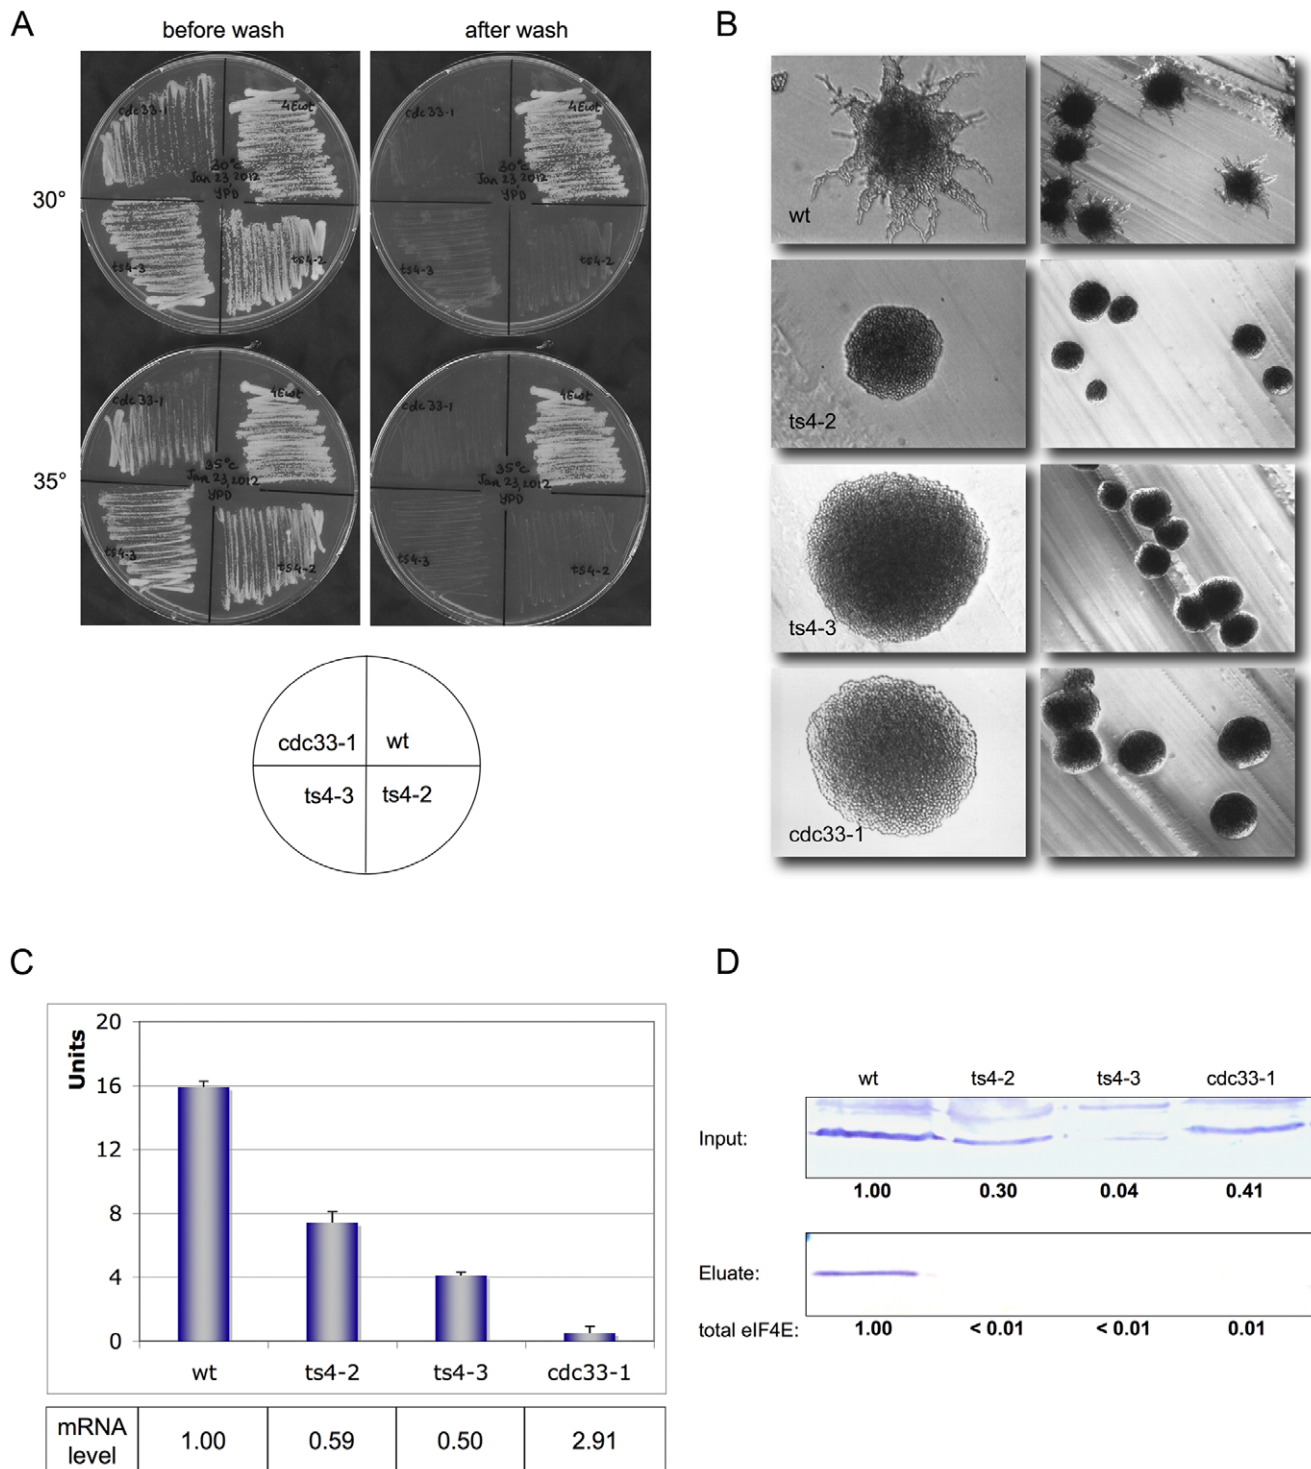 A
before wash
after wash
30°
cdc33-1
4Ewt
30°C
Jan 23, 2012
YPD
ts4-3
ts4-2
cdc33-1
4Ewt
30°C
Jan 23, 2012
YPD
ts4-3
ts4-2
35°
cdc33-1
4Ewt
35°C
Jan 23, 2012
YPD
ts4-3
ts4-2
cdc33-1
4Ewt
35°C
Jan 23, 2012
YPD
ts4-3
ts4-2
cdc33-1
wt
ts4-3
ts4-2
B
wt
ts4-2
ts4-3
cdc33-1
C
Units
20
16
12
8
4
0
wt ts4-2 ts4-3 cdc33-1
mRNA level 1.00 0.59 0.50 2.91
D
wt ts4-2 ts4-3 cdc33-1
Input:
1.00 0.30 0.04 0.41
Eluate:
total eIF4E: 1.00 < 0.01 < 0.01 0.01